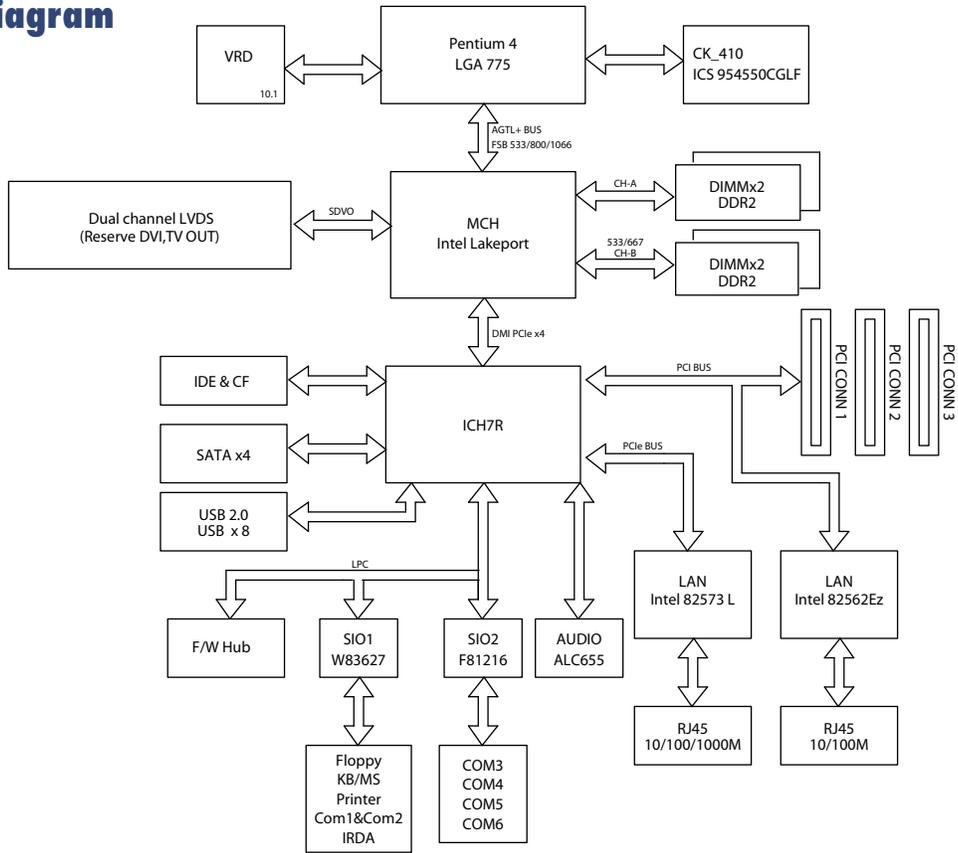 iagram
VRD
10.1
Pentium 4
LGA 775
CK_410
ICS 954550CGLF
AGTL+ BUS
FSB 533/800/1066
Dual channel LVDS
(Reserve DVI,TV OUT)
SDVO
MCH
Intel Lakeport
CH-A
DIMMx2
DDR2
533/667
CH-B
DIMMx2
DDR2
DMI PCIe x4
IDE & CF
ICH7R
PCI BUS
PCI CONN 1
PCI CONN 2
PCI CONN 3
SATA x4
PCIe BUS
USB 2.0
USB x 8
LPC
LAN
Intel 82573 L
LAN
Intel 82562Ez
F/W Hub
SIO1
W83627
SIO2
F81216
AUDIO
ALC655
RJ45
10/100/1000M
RJ45
10/100M
Floppy
KB/MS
Printer
Com1&Com2
IRDA
COM3
COM4
COM5
COM6